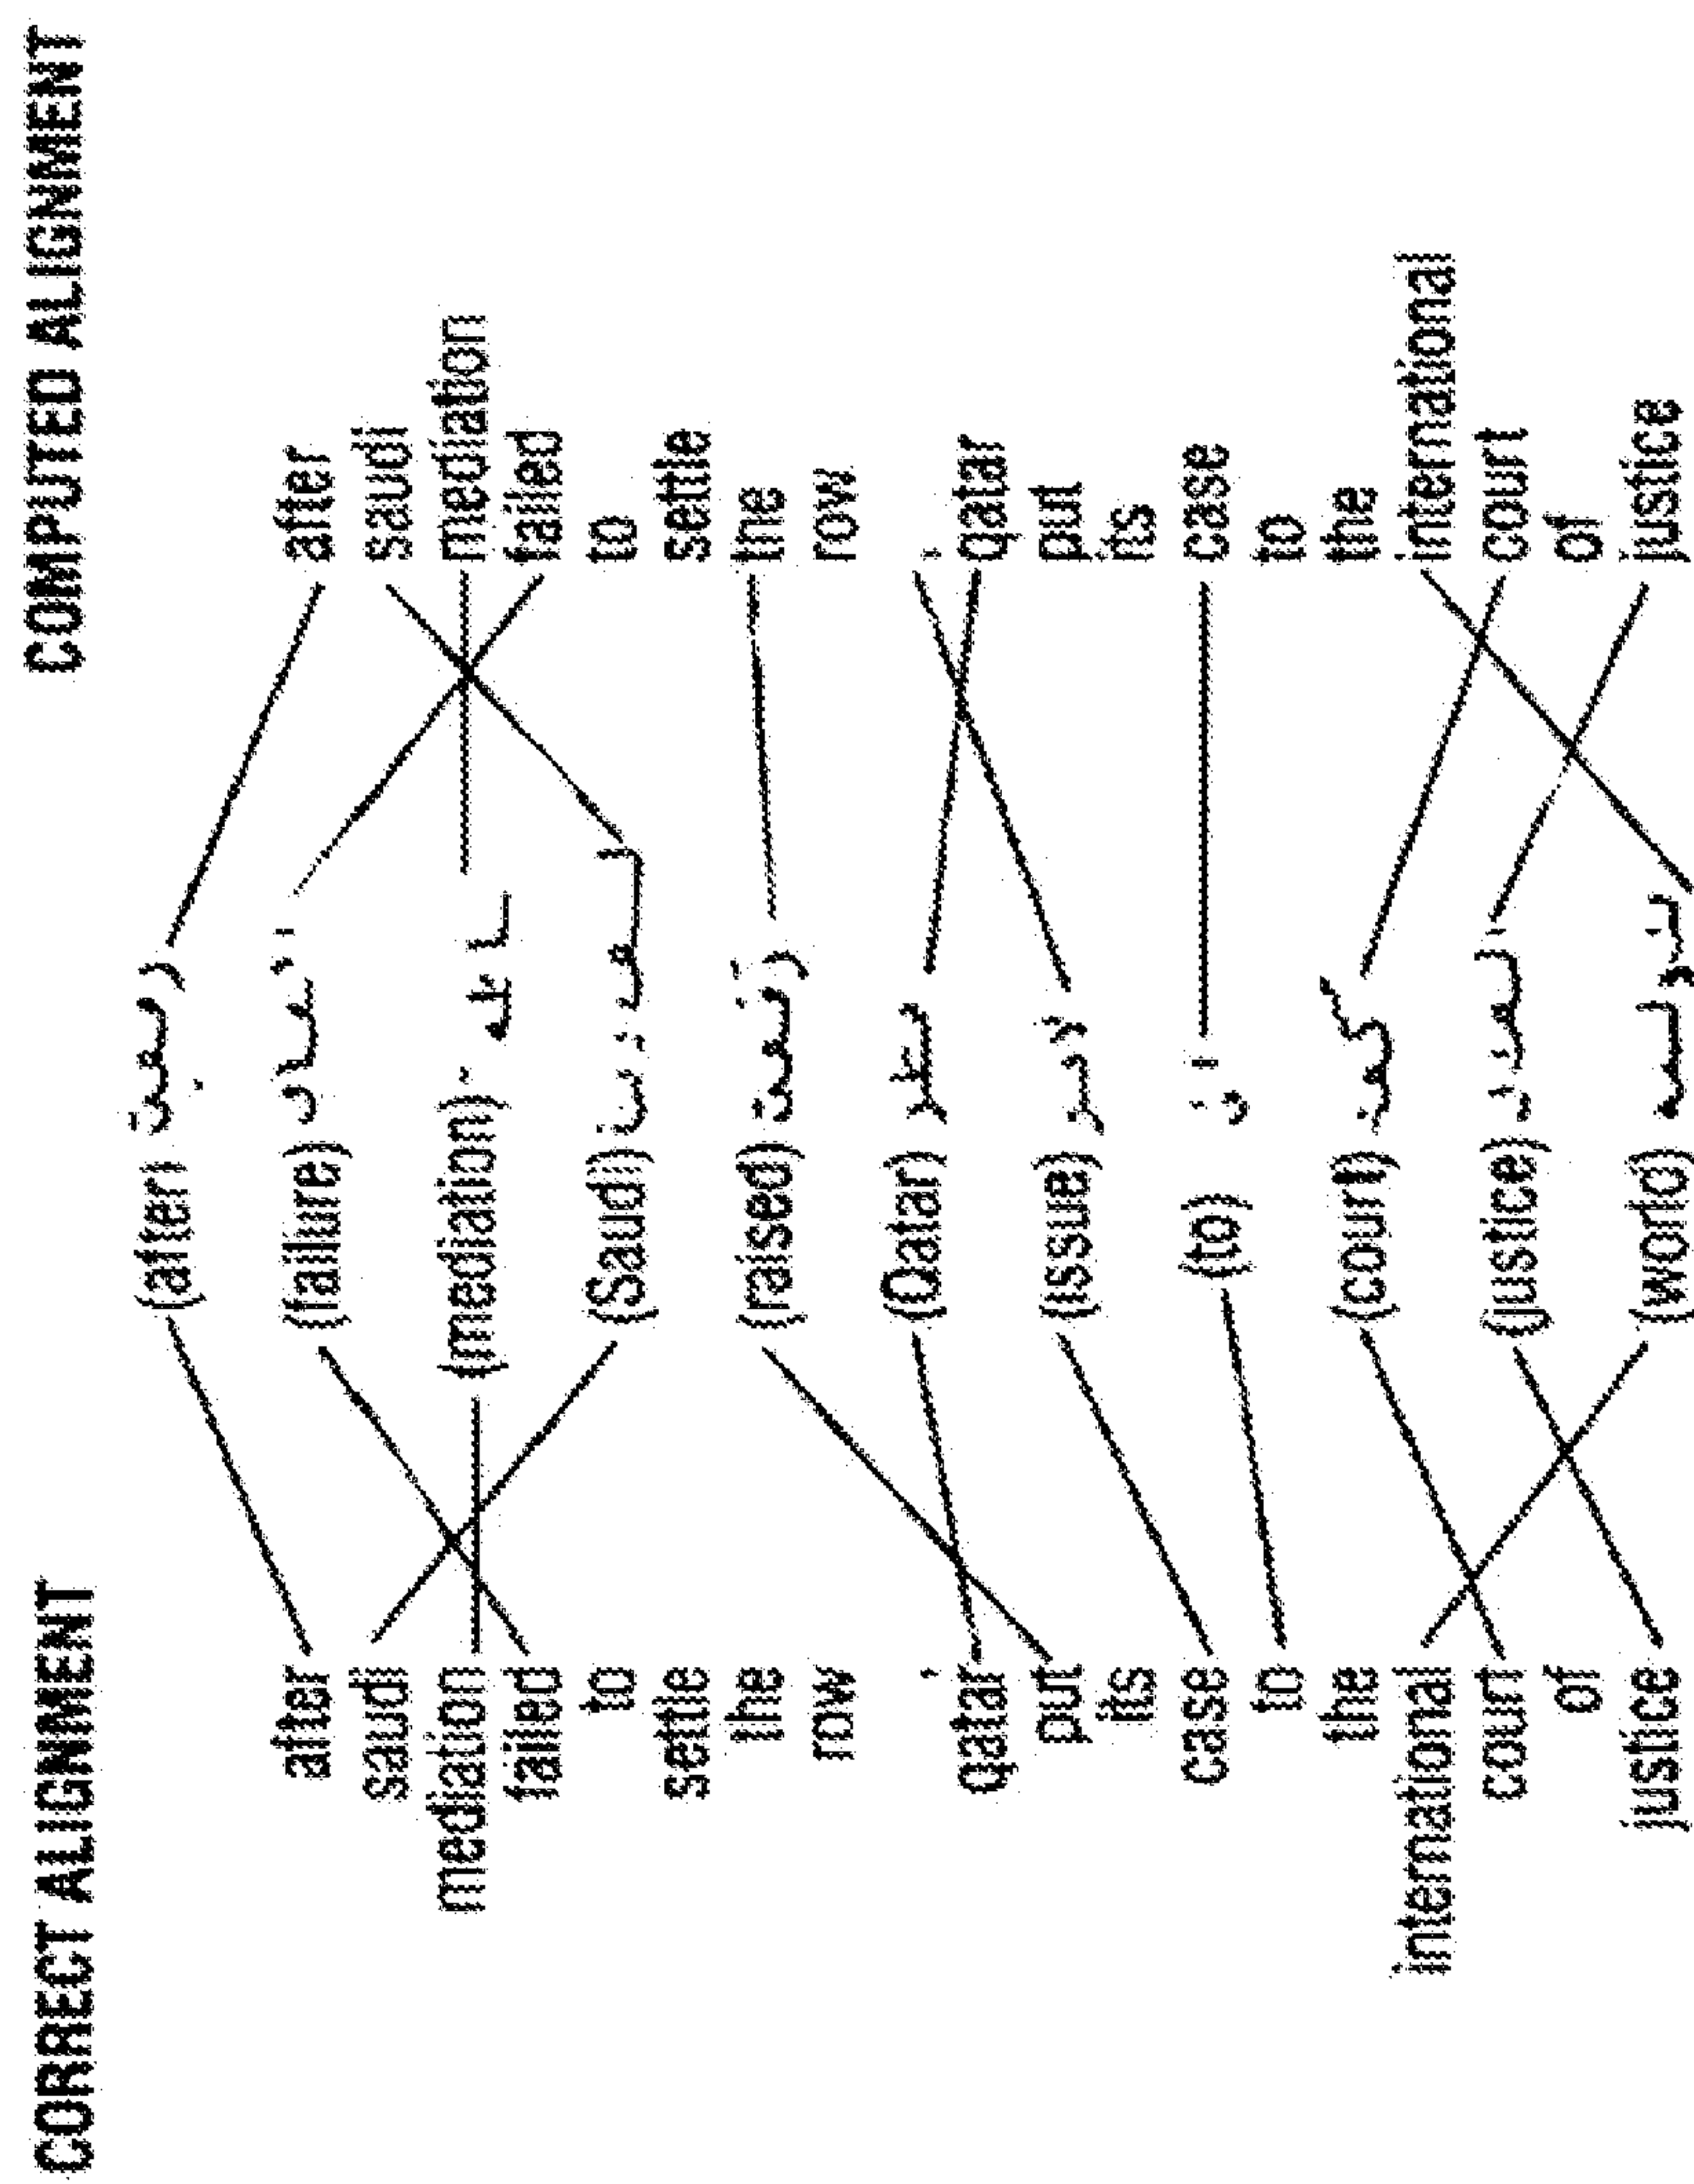 CORRECT ALIGNMENT
after
saudi
mediation
failed
to
settle
the
row
,
qatar
put
its
case
to
the
international
court
of
justice
(after)
(failure)
(mediation)
(Saudi)
(raised)
(Qatar)
(issue)
(to)
(court)
(justice)
(world)
COMPUTED ALIGNMENT
after
saudi
mediation
failed
to
settle
the
row
,
qatar
put
its
case
to
the
international
court
of
justice